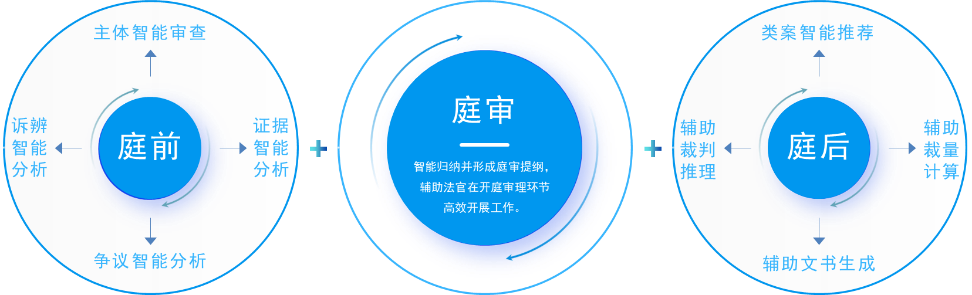 主体智能审查
诉辨
智能
分析
庭前
证据
智能
分析
争议智能分析
庭审
智能归纳并形成庭审提纲，
辅助法官在开庭审理环节
高效开展工作。
类案智能推荐
辅助
裁判
推理
庭后
辅助
裁量
计算
辅助文书生成